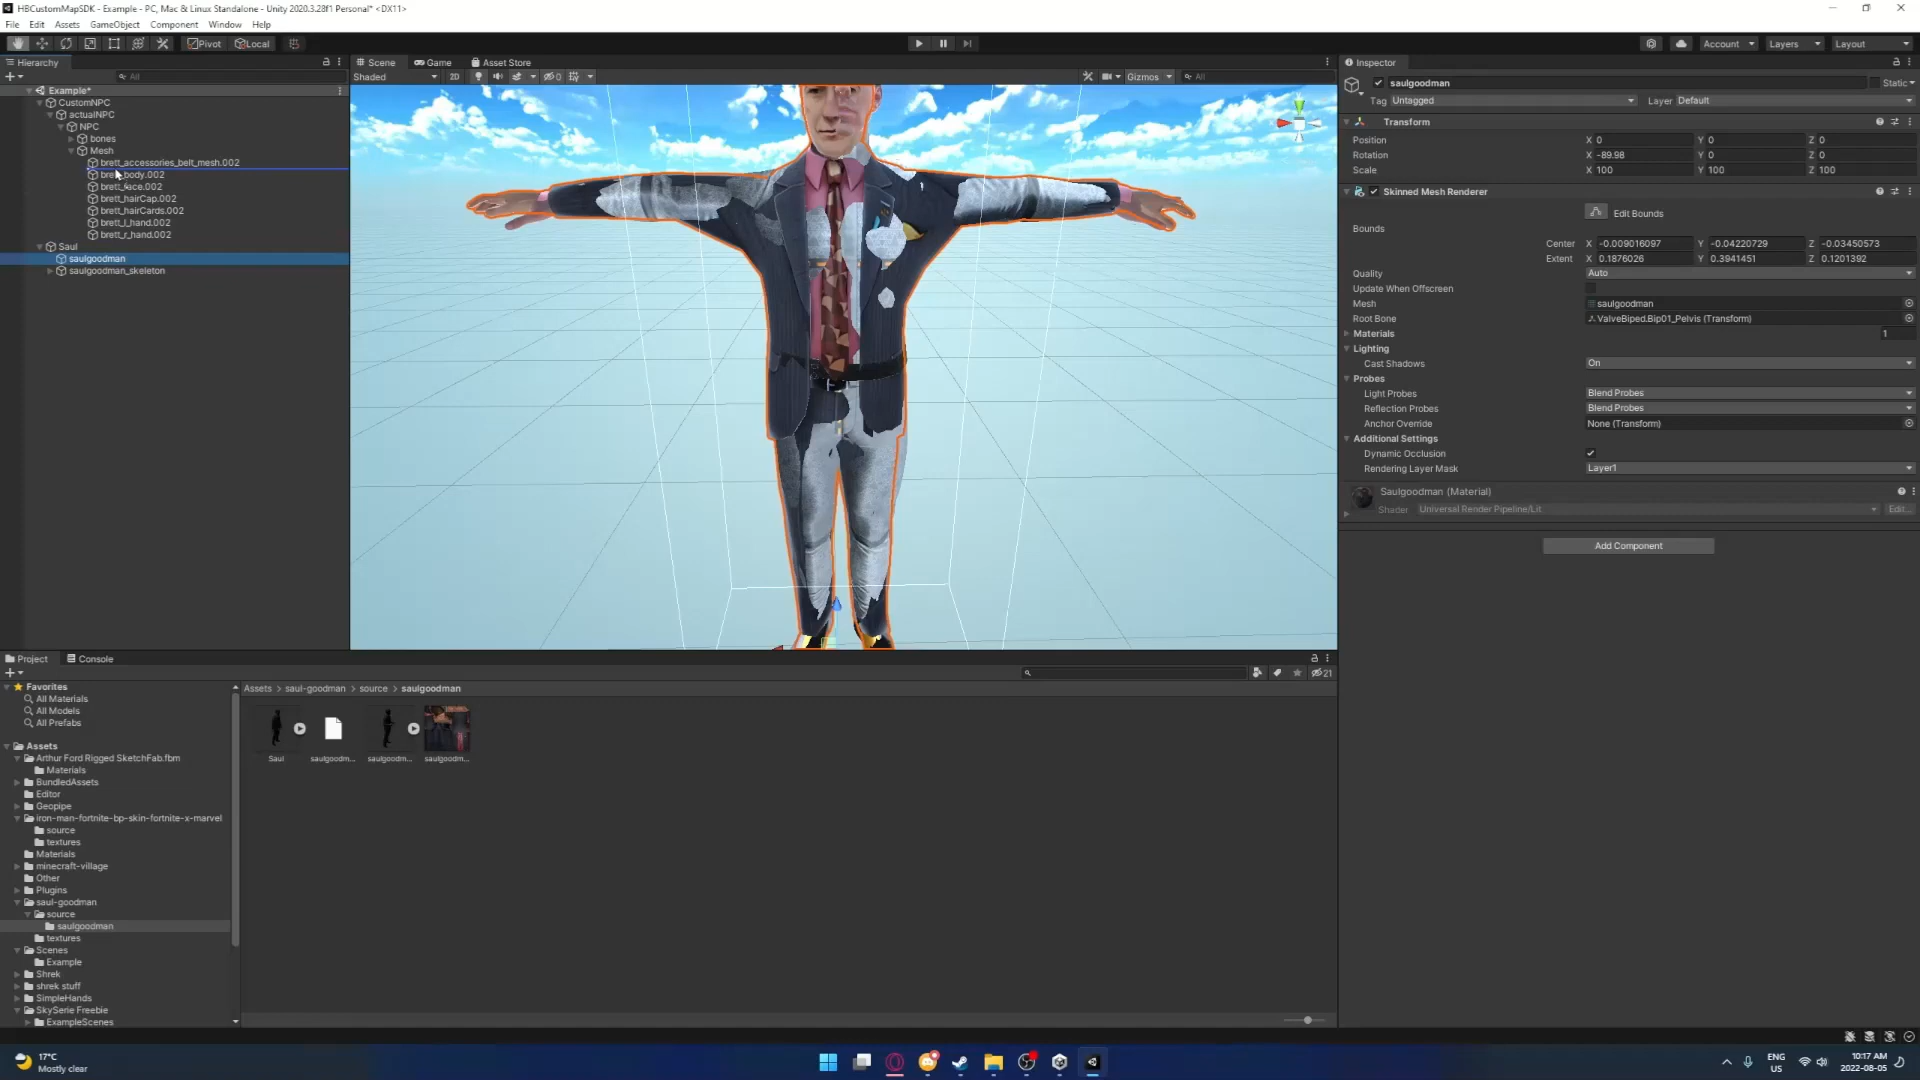 HBCustomMapSDK - Example - PC, Mac & Linux Standalone - Unity 2020.3.28f1 Personal* <DX11>
File Edit Assets GameObject Component Window Help
Pivot Local Account Layers Layout
Hierarchy
All
Example*
CustomNPC
actualNPC
NPC
bones
Mesh
brett_accessories_belt_mesh.002
brett_body.002
brett_face.002
brett_hairCap.002
brett_hairCards.002
brett_l_hand.002
brett_r_hand.002
Saul
saulgoodman
saulgoodman_skeleton
Scene Game Asset Store
Shaded 2D 0 Gizmos All
Inspector
saulgoodman Static
Tag Untagged Layer Default
Transform
Position X 0 Y 0 Z 0
Rotation X -89.98 Y 0 Z 0
Scale X 100 Y 100 Z 100
Skinned Mesh Renderer
Edit Bounds
Bounds
Center X -0.009016097 Y -0.04220729 Z -0.03450573
Extent X 0.1876026 Y 0.3941451 Z 0.1201392
Quality Auto
Update When Offscreen
Mesh saulgoodman
Root Bone ValveBiped.Bip01_Pelvis (Transform)
Materials 1
Lighting
Cast Shadows On
Probes
Light Probes Blend Probes
Reflection Probes Blend Probes
Anchor Override None (Transform)
Additional Settings
Dynamic Occlusion
Rendering Layer Mask Layer1
Saulgoodman (Material)
Shader Universal Render Pipeline/Lit Edit...
Add Component
Project Console
21
Favorites
All Materials
All Models
All Prefabs
Assets
Arthur Ford Rigged SketchFab.fbm
Materials
BundledAssets
Editor
Geopipe
iron-man-fortnite-bp-skin-fortnite-x-marvel
source
textures
Materials
minecraft-village
Other
Plugins
saul-goodman
source
saulgoodman
textures
Scenes
Example
Shrek
shrek stuff
SimpleHands
SkySerie Freebie
ExampleScenes
Assets > saul-goodman > source > saulgoodman
Saul saulgoodm... saulgoodm... saulgoodm...
17°C
Mostly clear
ENG
US
10:17 AM
2022-08-05